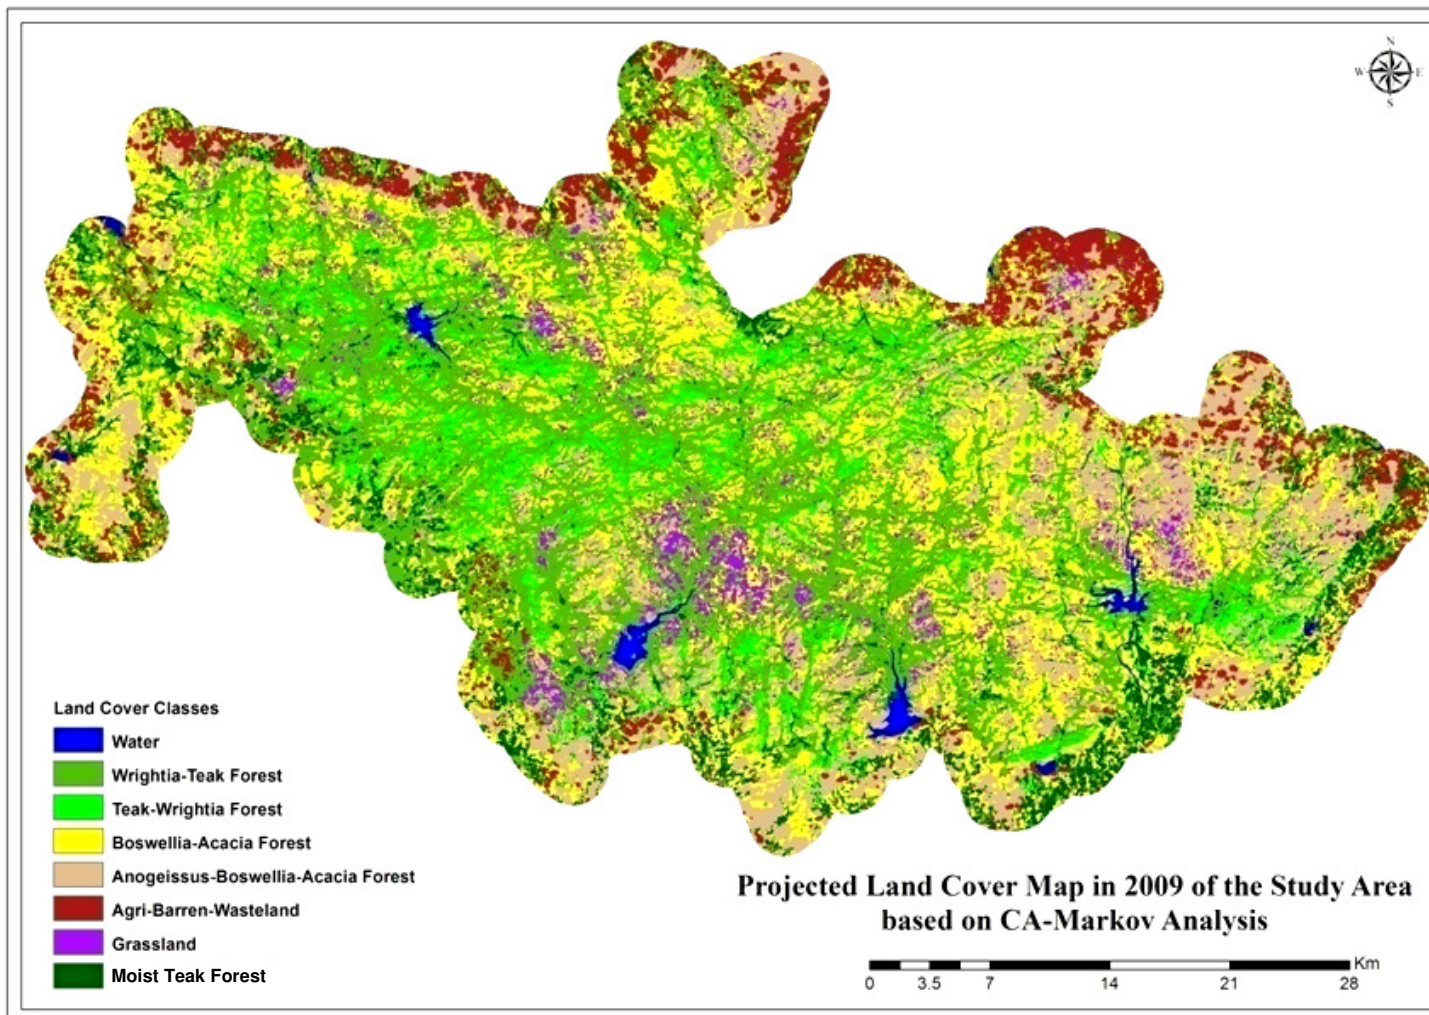 N
W E
S
Land Cover Classes
Water
Wrightia-Teak Forest
Teak-Wrightia Forest
Boswellia-Acacia Forest
Anogeissus-Boswellia-Acacia Forest
Agri-Barren-Wasteland
Grassland
Moist Teak Forest
Projected Land Cover Map in 2009 of the Study Area
based on CA-Markov Analysis
Km
0 3.5 7 14 21 28